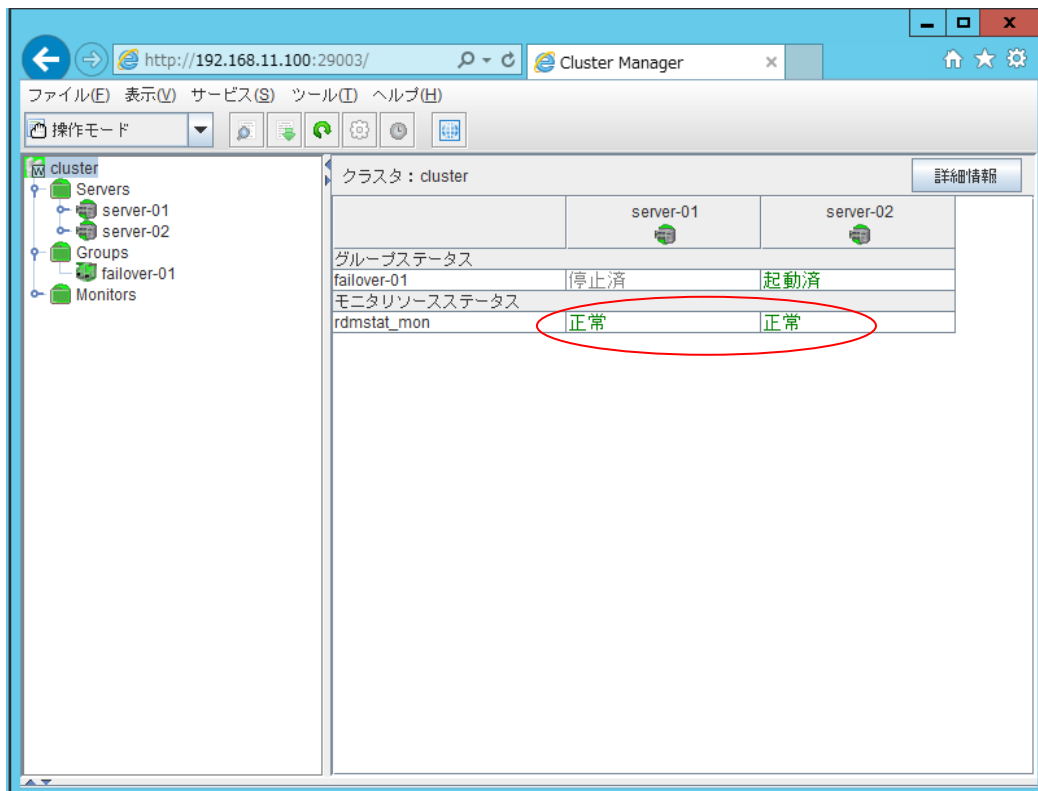 http://192.168.11.100:29003/
Cluster Manager
ファイル(F) 表示(V) サービス(S) ツール(T) ヘルプ(H)
操作モード
cluster
Servers
server-01
server-02
Groups
failover-01
Monitors
クラスタ：cluster
詳細情報
server-01 server-02
グループステータス
failover-01 停止済 起動済
モニタリソースステータス
rdmstat_mon 正常 正常